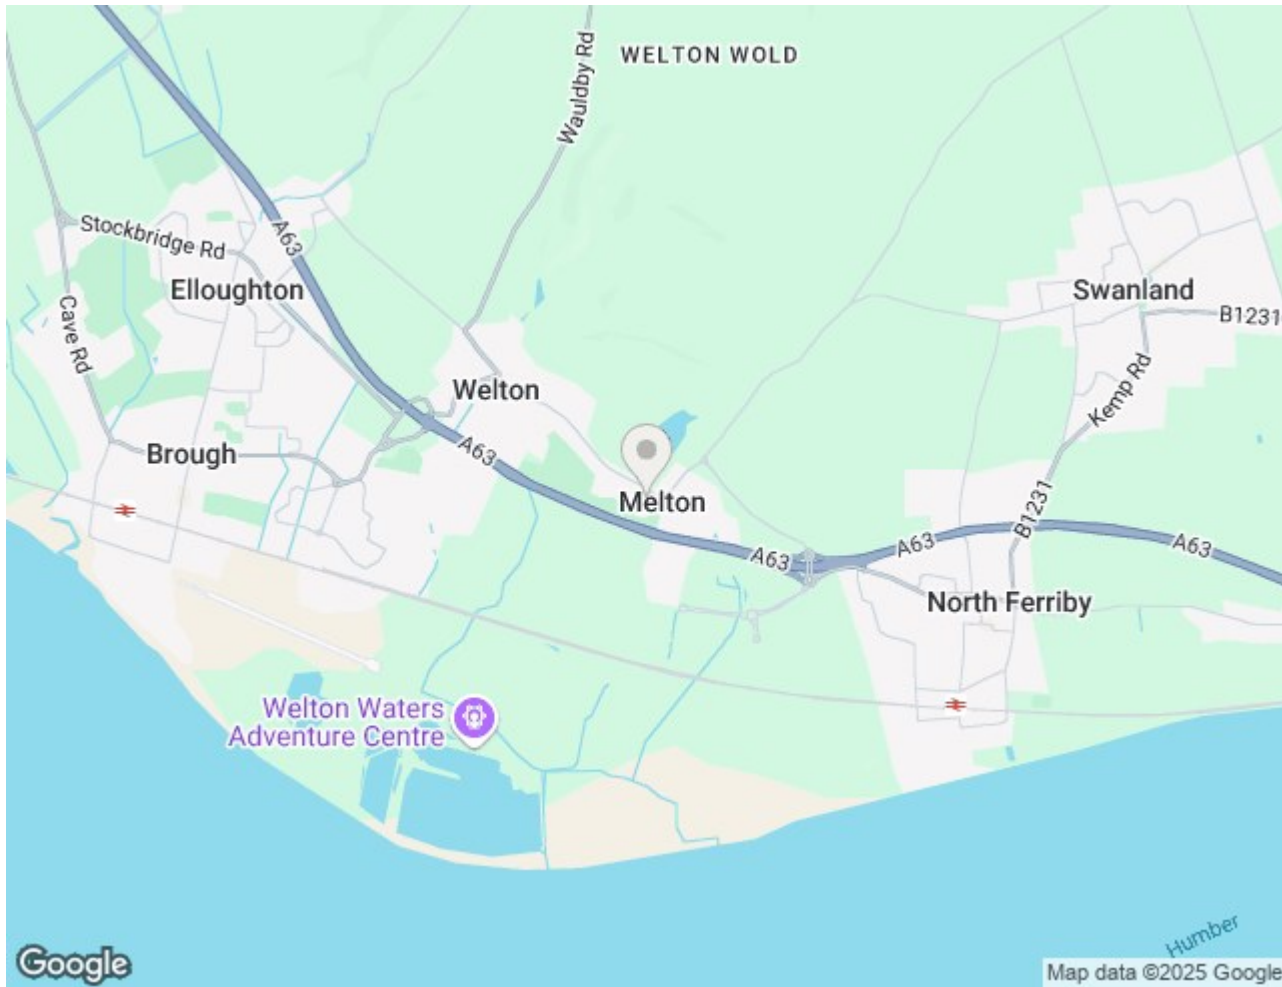 WELTON WOLD
Wauldby Rd
Stockbridge Rd
A63
Elloughton
Swanland
B1231
Cave Rd
Kemp Rd
Welton
Brough
A63
Melton
B1231
A63
A63
A63
North Ferriby
Welton Waters
Adventure Centre
Humber
Google
Map data ©2025 Google